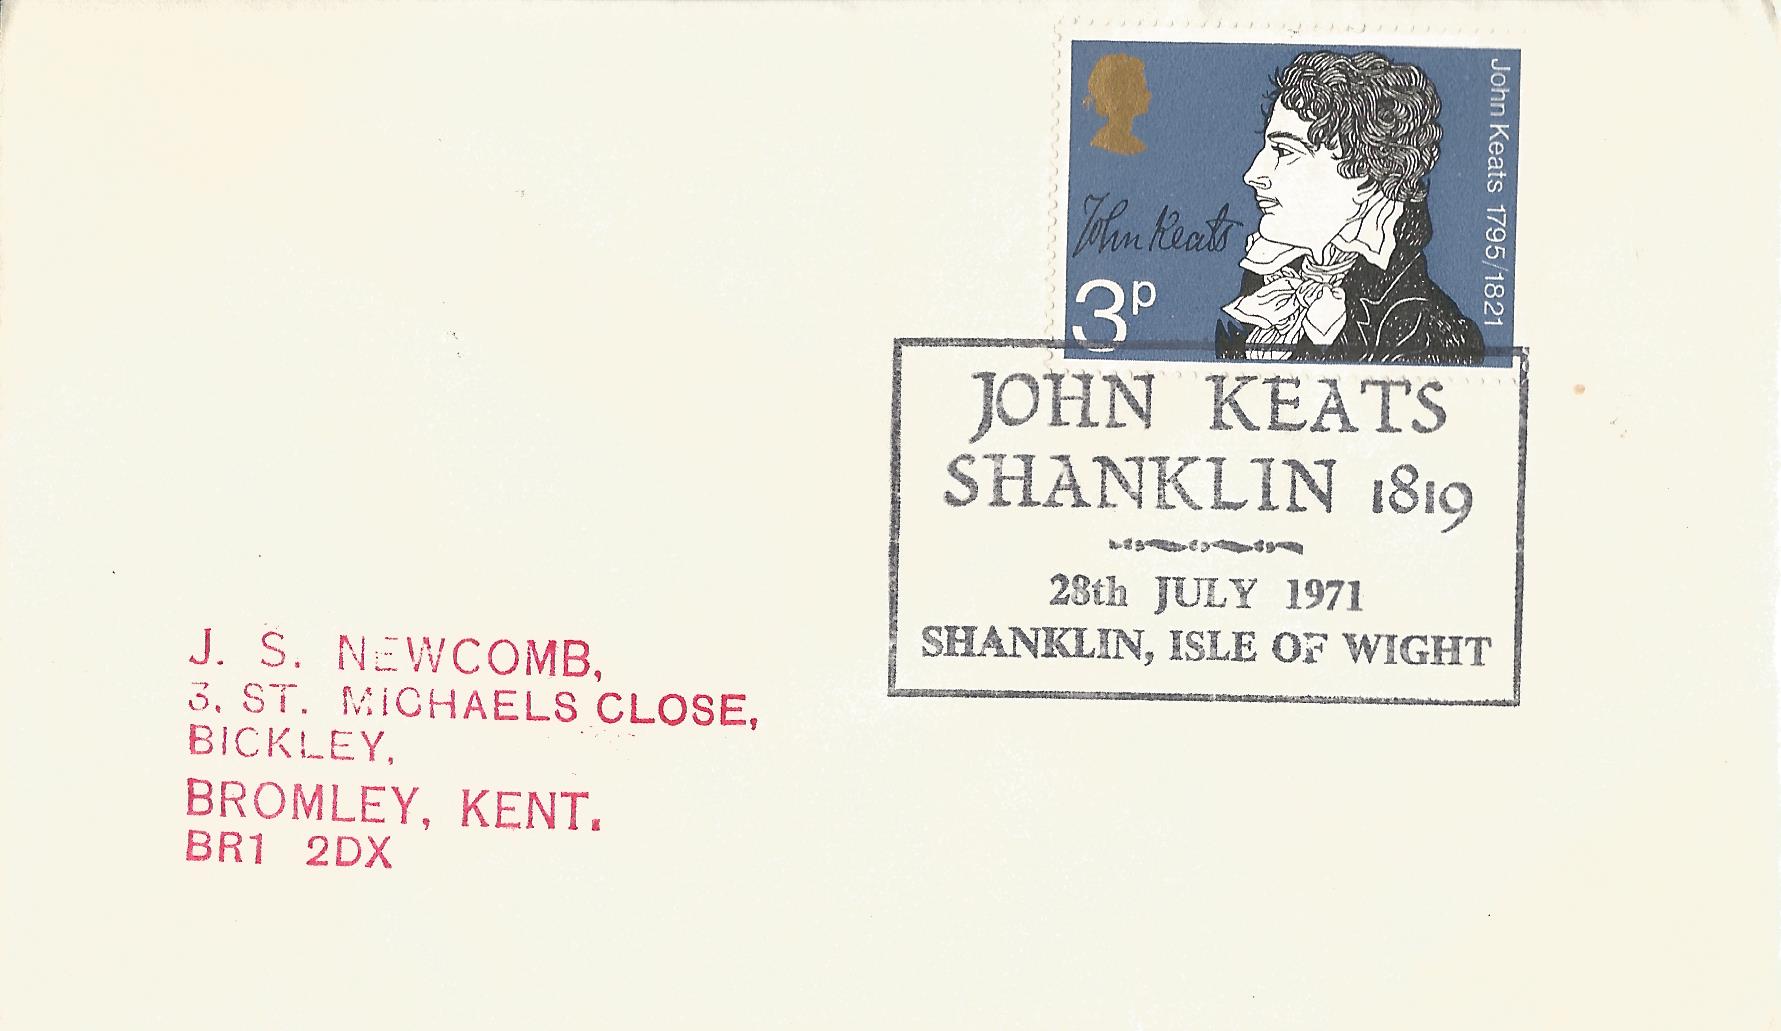 John Keats 1795/1821
John Keats
3p
JOHN KEATS
SHANKLIN 1819
28th JULY 1971
SHANKLIN, ISLE OF WIGHT
J. S. NEWCOMB,
3, ST. MICHAELS CLOSE,
BICKLEY,
BROMLEY, KENT.
BR1 2DX